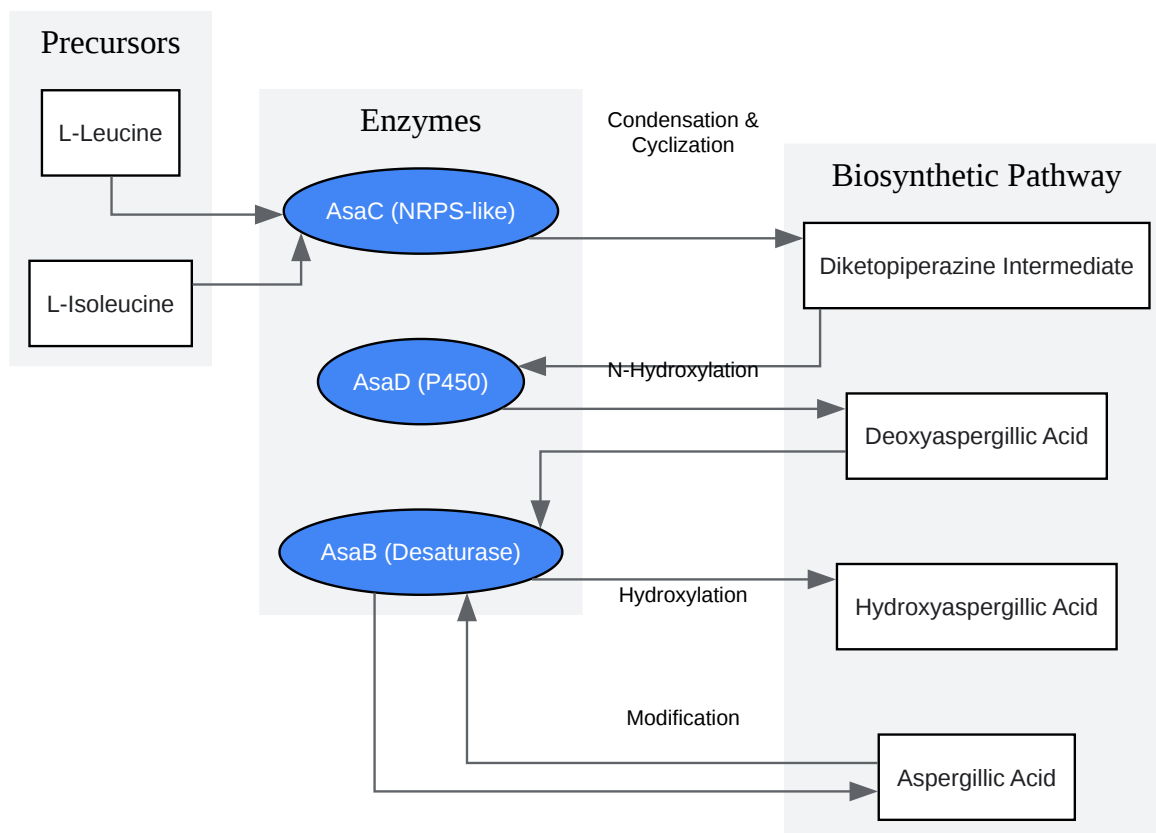 Precursors
L-Leucine
L-Isoleucine
Enzymes
AsaC (NRPS-like)
AsaD (P450)
AsaB (Desaturase)
Condensation &
Cyclization
N-Hydroxylation
Hydroxylation
Modification
Biosynthetic Pathway
Diketopiperazine Intermediate
Deoxyaspergillic Acid
Hydroxyaspergillic Acid
Aspergillic Acid